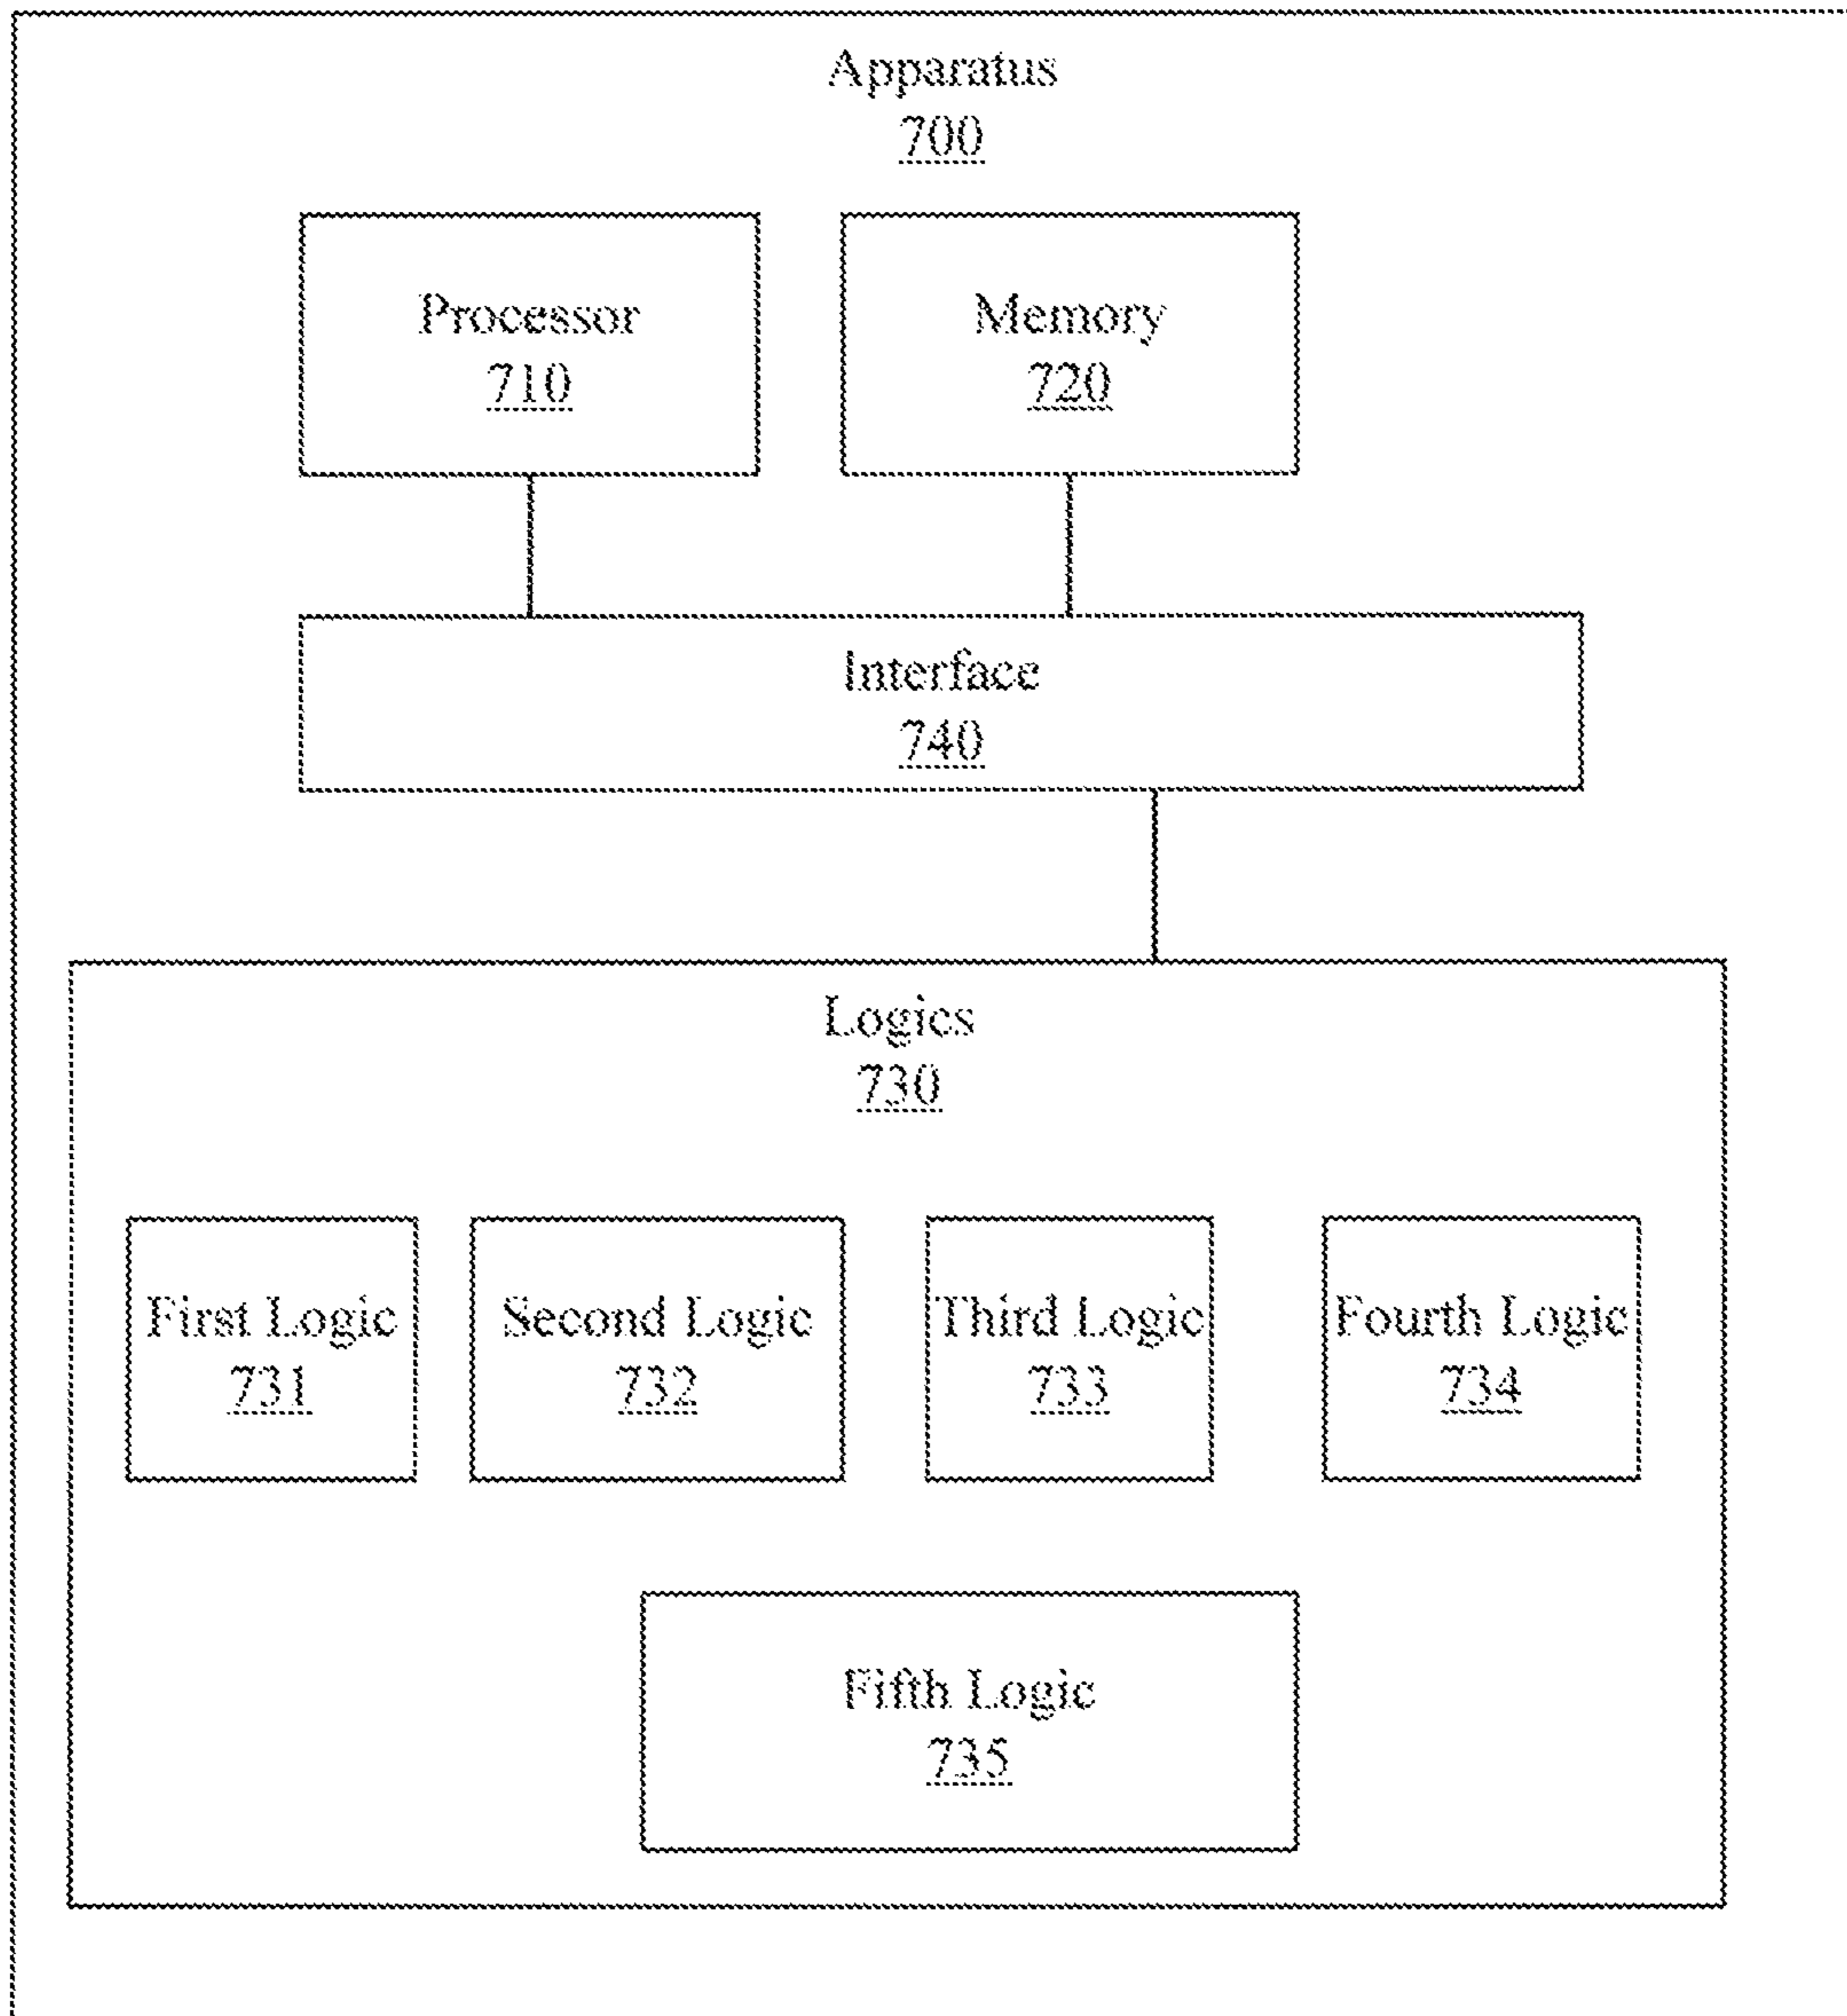 Apparatus
700
Processor
710
Memory
720
Interface
740
Logics
730
First Logic
731
Second Logic
732
Third Logic
733
Fourth Logic
734
Fifth Logic
735